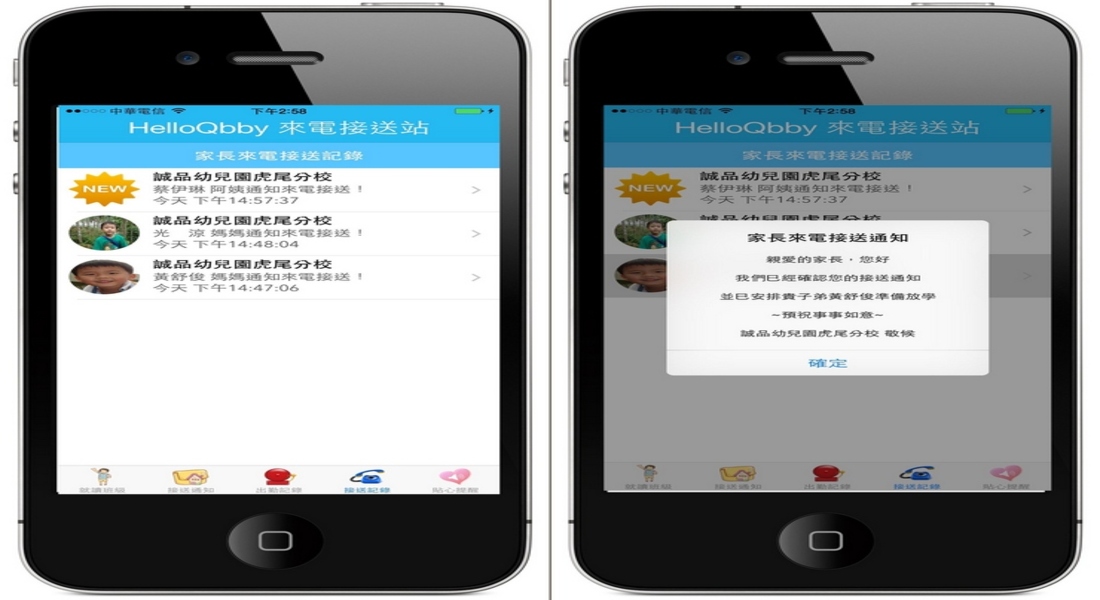 中華電信
下午2:58
HelloQbby 來電接送站
家長來電接送記錄
NEW
誠品幼兒園虎尾分校
蔡伊琳 阿姨通知來電接送！
今天 下午14:57:37
誠品幼兒園虎尾分校
光　涼 媽媽通知來電接送！
今天 下午14:48:04
誠品幼兒園虎尾分校
黃舒俊 媽媽通知來電接送！
今天 下午14:47:06
就讀班級
接送通知
出勤記錄
接送記錄
貼心提醒
中華電信
下午2:58
HelloQbby 來電接送站
家長來電接送記錄
NEW
誠品幼兒園虎尾分校
蔡伊琳 阿姨通知來電接送！
今天 下午14:57:37
誠品幼兒園虎尾分校
家長來電接送通知
親愛的家長，您好
我們已經確認您的接送通知
並已安排貴子弟黃舒俊準備放學
~預祝事事如意~
誠品幼兒園虎尾分校 敬候
確定
就讀班級
接送通知
出勤記錄
接送記錄
貼心提醒